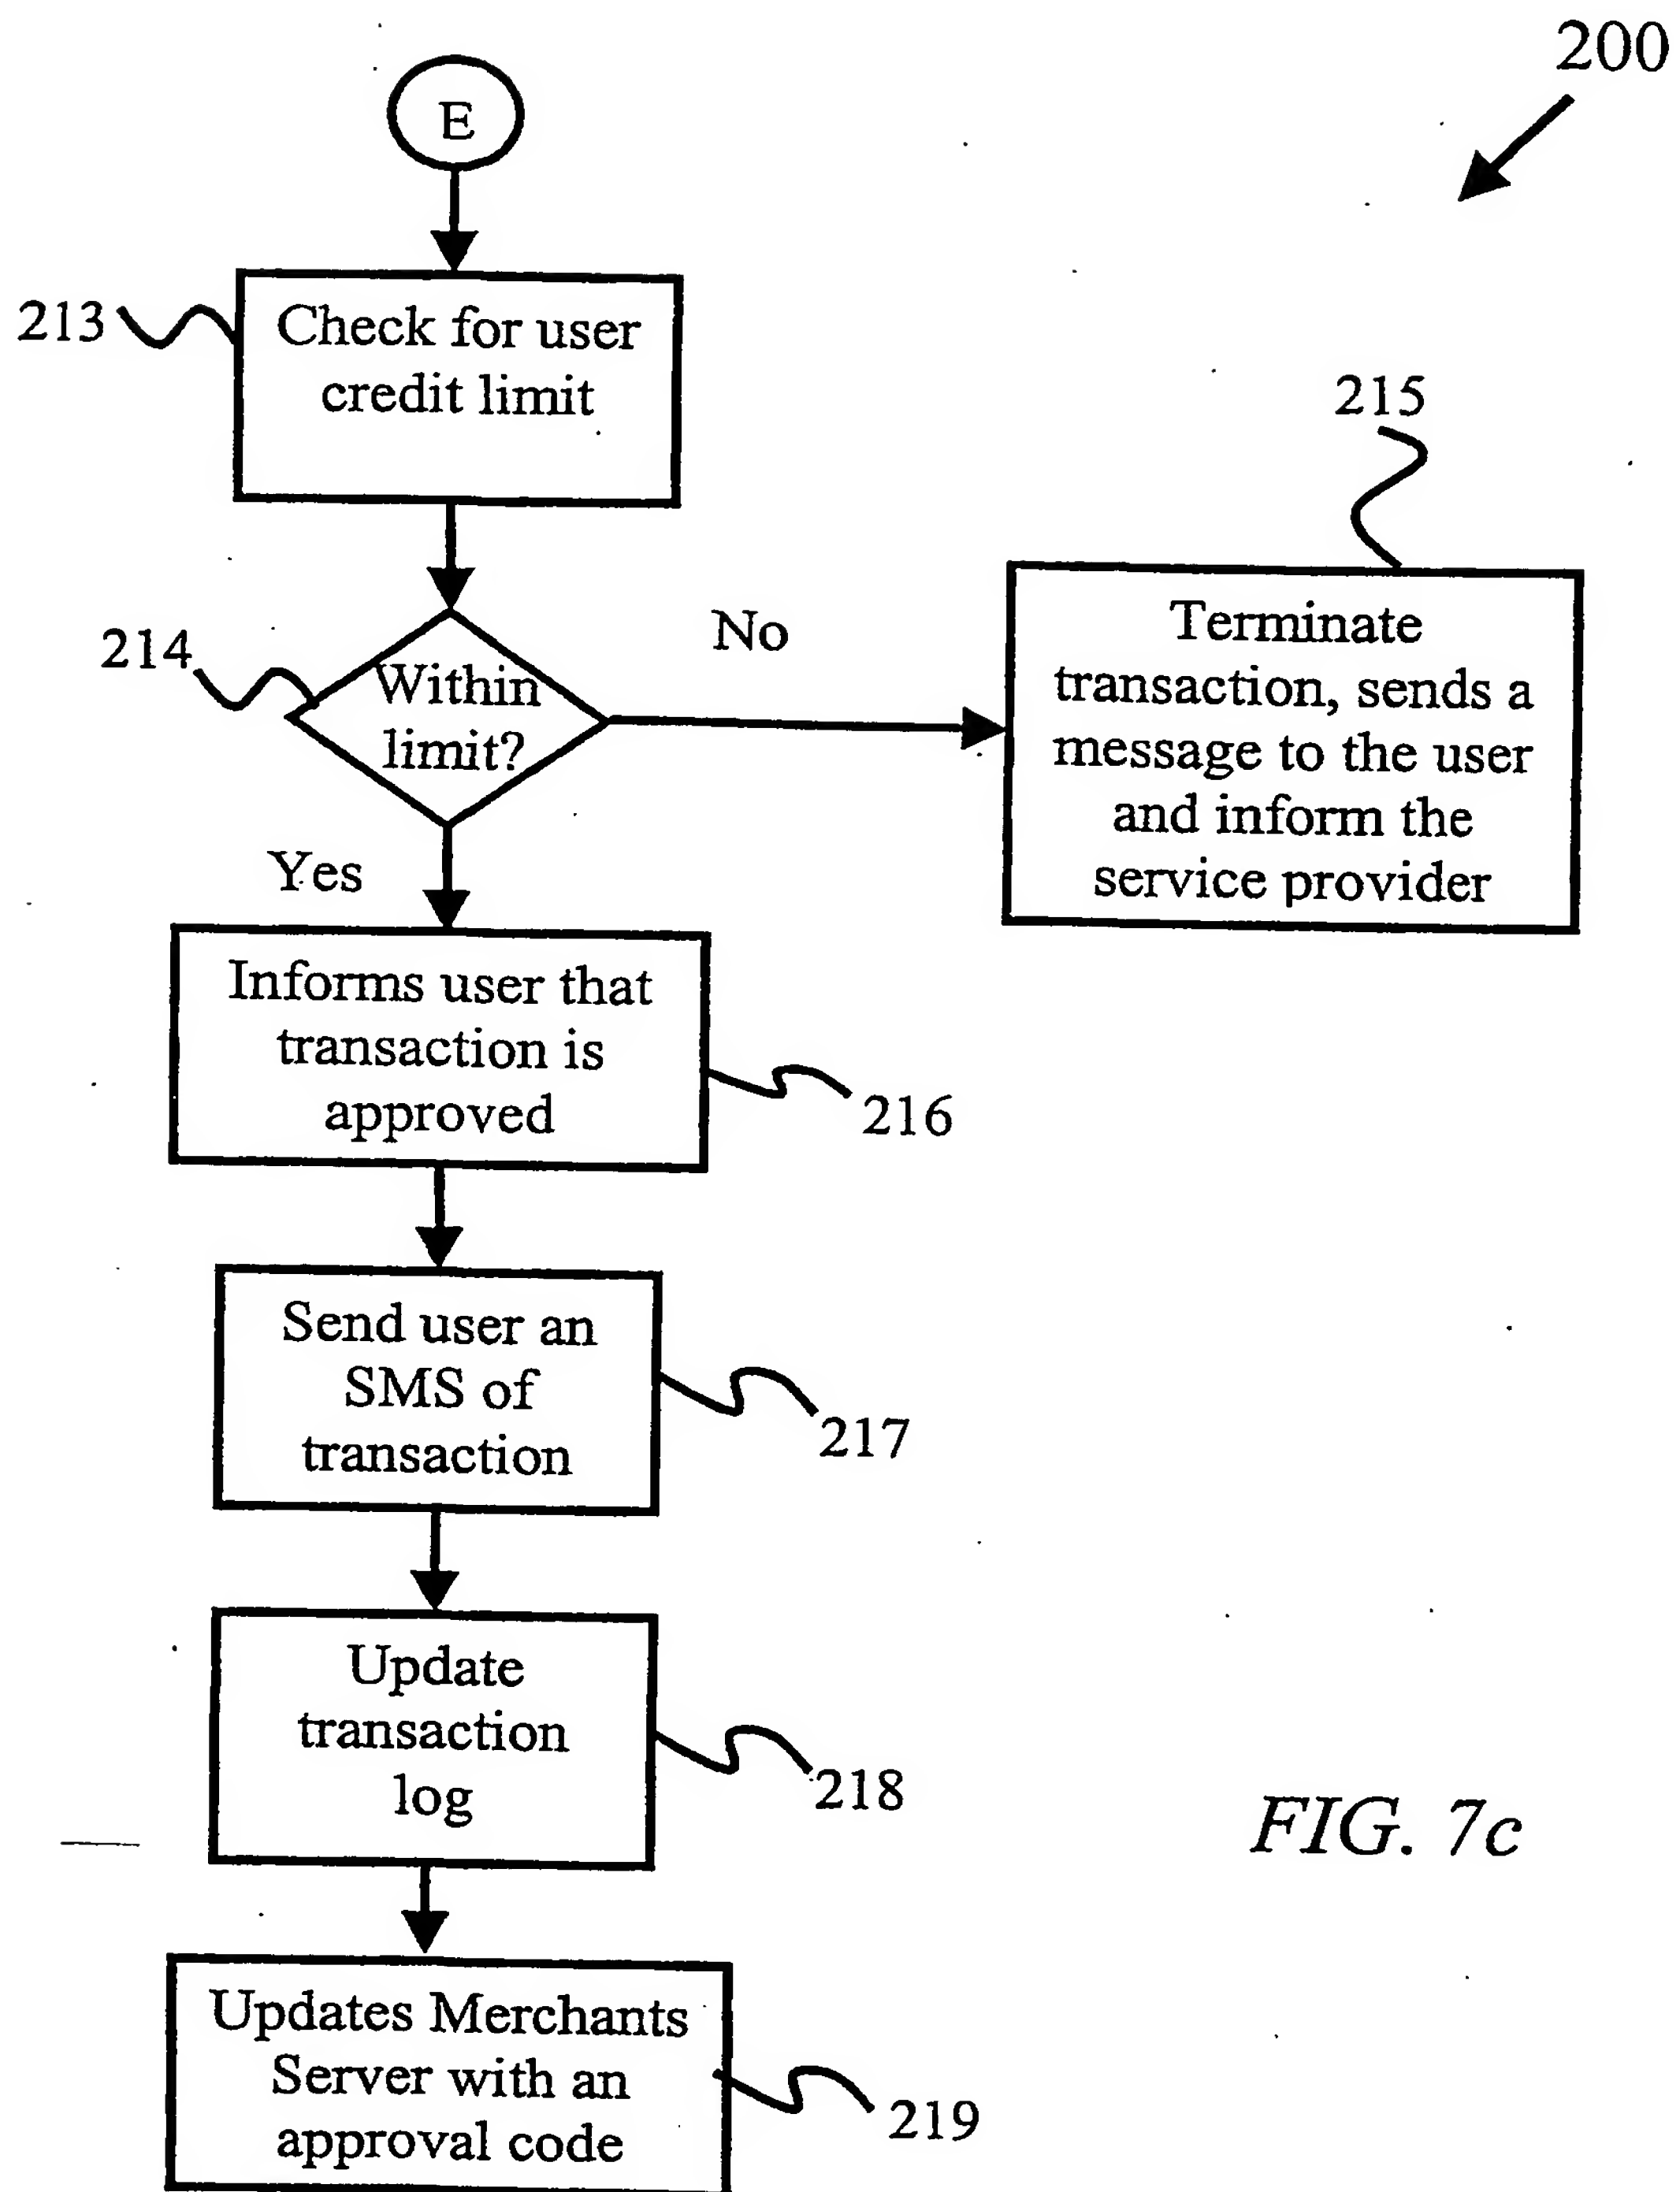 200
E
213
Check for user
credit limit
215
214
Within
limit?
No
Terminate
transaction, sends a
message to the user
and inform the
service provider
Yes
Informs user that
transaction is
approved
216
Send user an
SMS of
transaction
217
Update
transaction
log
218
FIG. 7c
Updates Merchants
Server with an
approval code
219